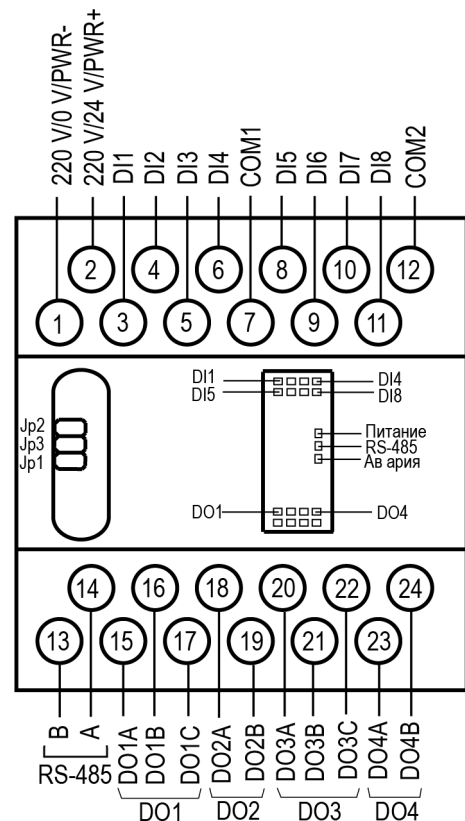 220 V/0 V/PWR-
220 V/24 V/PWR+
DI1
DI2
DI3
DI4
COM1
DI5
DI6
DI7
DI8
COM2
2
4
6
8
10
12
1
3
5
7
9
11
DI1
DI4
DI5
DI8
Jp2
Jp3
Jp1
Питание
RS-485
Ав ария
DO1
DO4
14
16
18
20
22
24
13
15
17
19
21
23
B
A
DO1A
DO1B
DO1C
DO2A
DO2B
DO3A
DO3B
DO3C
DO4A
DO4B
RS-485
DO1
DO2
DO3
DO4